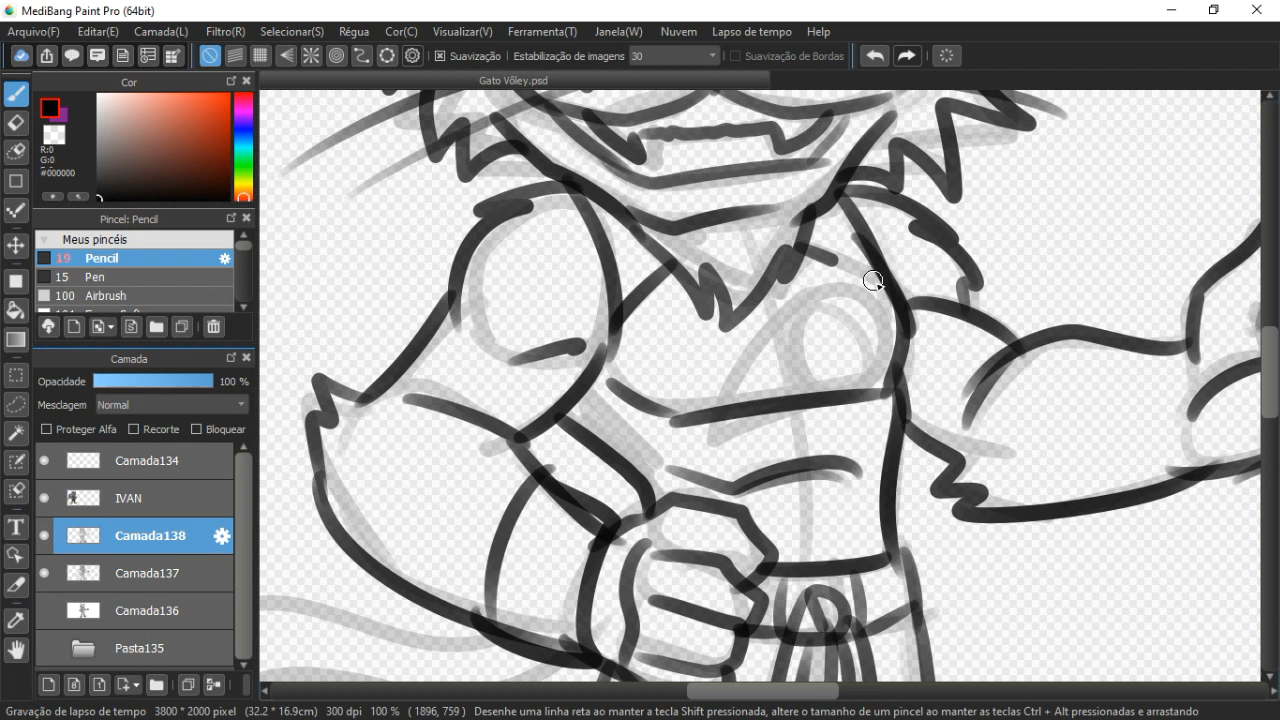 MediBang Paint Pro (64bit)
Arquivo(F) Editar(E) Camada(L) Filtro(R) Selecionar(S) Régua Cor(C) Visualizar(V) Ferramenta(T) Janela(W) Nuvem Lapso de tempo Help
Suavização Estabilização de imagens 30 Suavização de Bordas
Cor
Gato Vôley.psd
R:0
G:0
#000000
Pincel: Pencil
Meus pincéis
19 Pencil
15 Pen
100 Airbrush
Camada
Opacidade 100 %
Mesclagem Normal
Proteger Alfa Recorte Bloquear
Camada134
IVAN
Camada138
Camada137
Camada136
Pasta135
Gravação de lapso de tempo 3800 * 2000 pixel (32.2 * 16.9cm) 300 dpi 100 % ( 1896, 759 ) Desenhe uma linha reta ao manter a tecla Shift pressionada, altere o tamanho de um pincel ao manter as teclas Ctrl + Alt pressionadas e arrastando